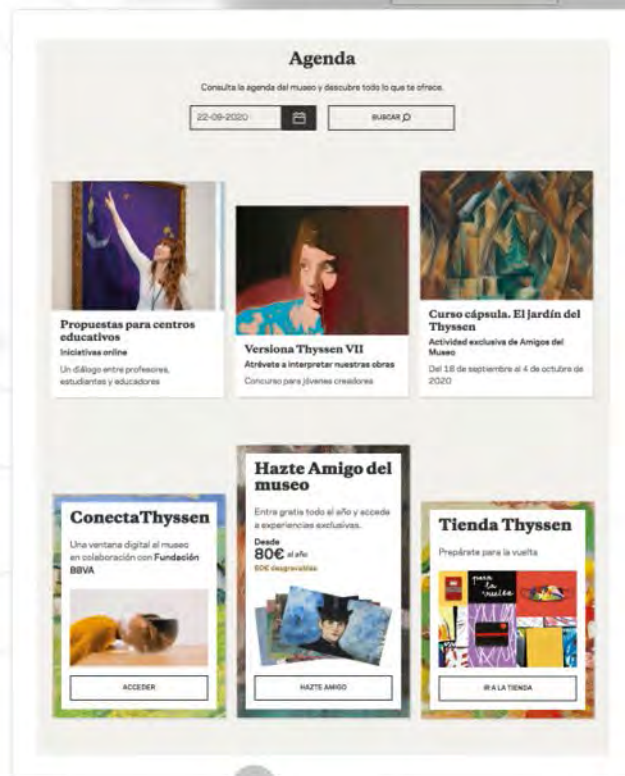 Agenda
Consulta la agenda del museo y descubre todo lo que te ofrece.
22-09-2020
BUSCAR
Propuestas para centros
educativos
Iniciativas online
Un diálogo entre profesores,
estudiantes y educadores
Versiona Thyssen VII
Atrévete a interpretar nuestras obras
Concurso para jóvenes creadores
Curso cápsula. El jardín del
Thyssen
Actividad exclusiva de Amigos del
Museo
Del 18 de septiembre al 4 de octubre de
2020
ConectaThyssen
Una ventana digital al museo
en colaboración con Fundación
BBVA
ACCEDER
Hazte Amigo del
museo
Entre gratis todo el año y accede
a experiencias exclusivas.
Desde
80€ al año
60€ desgravables
HAZTE AMIGO
Tienda Thyssen
Prepárate para la vuelta
para
la
vuelta
IR A LA TIENDA